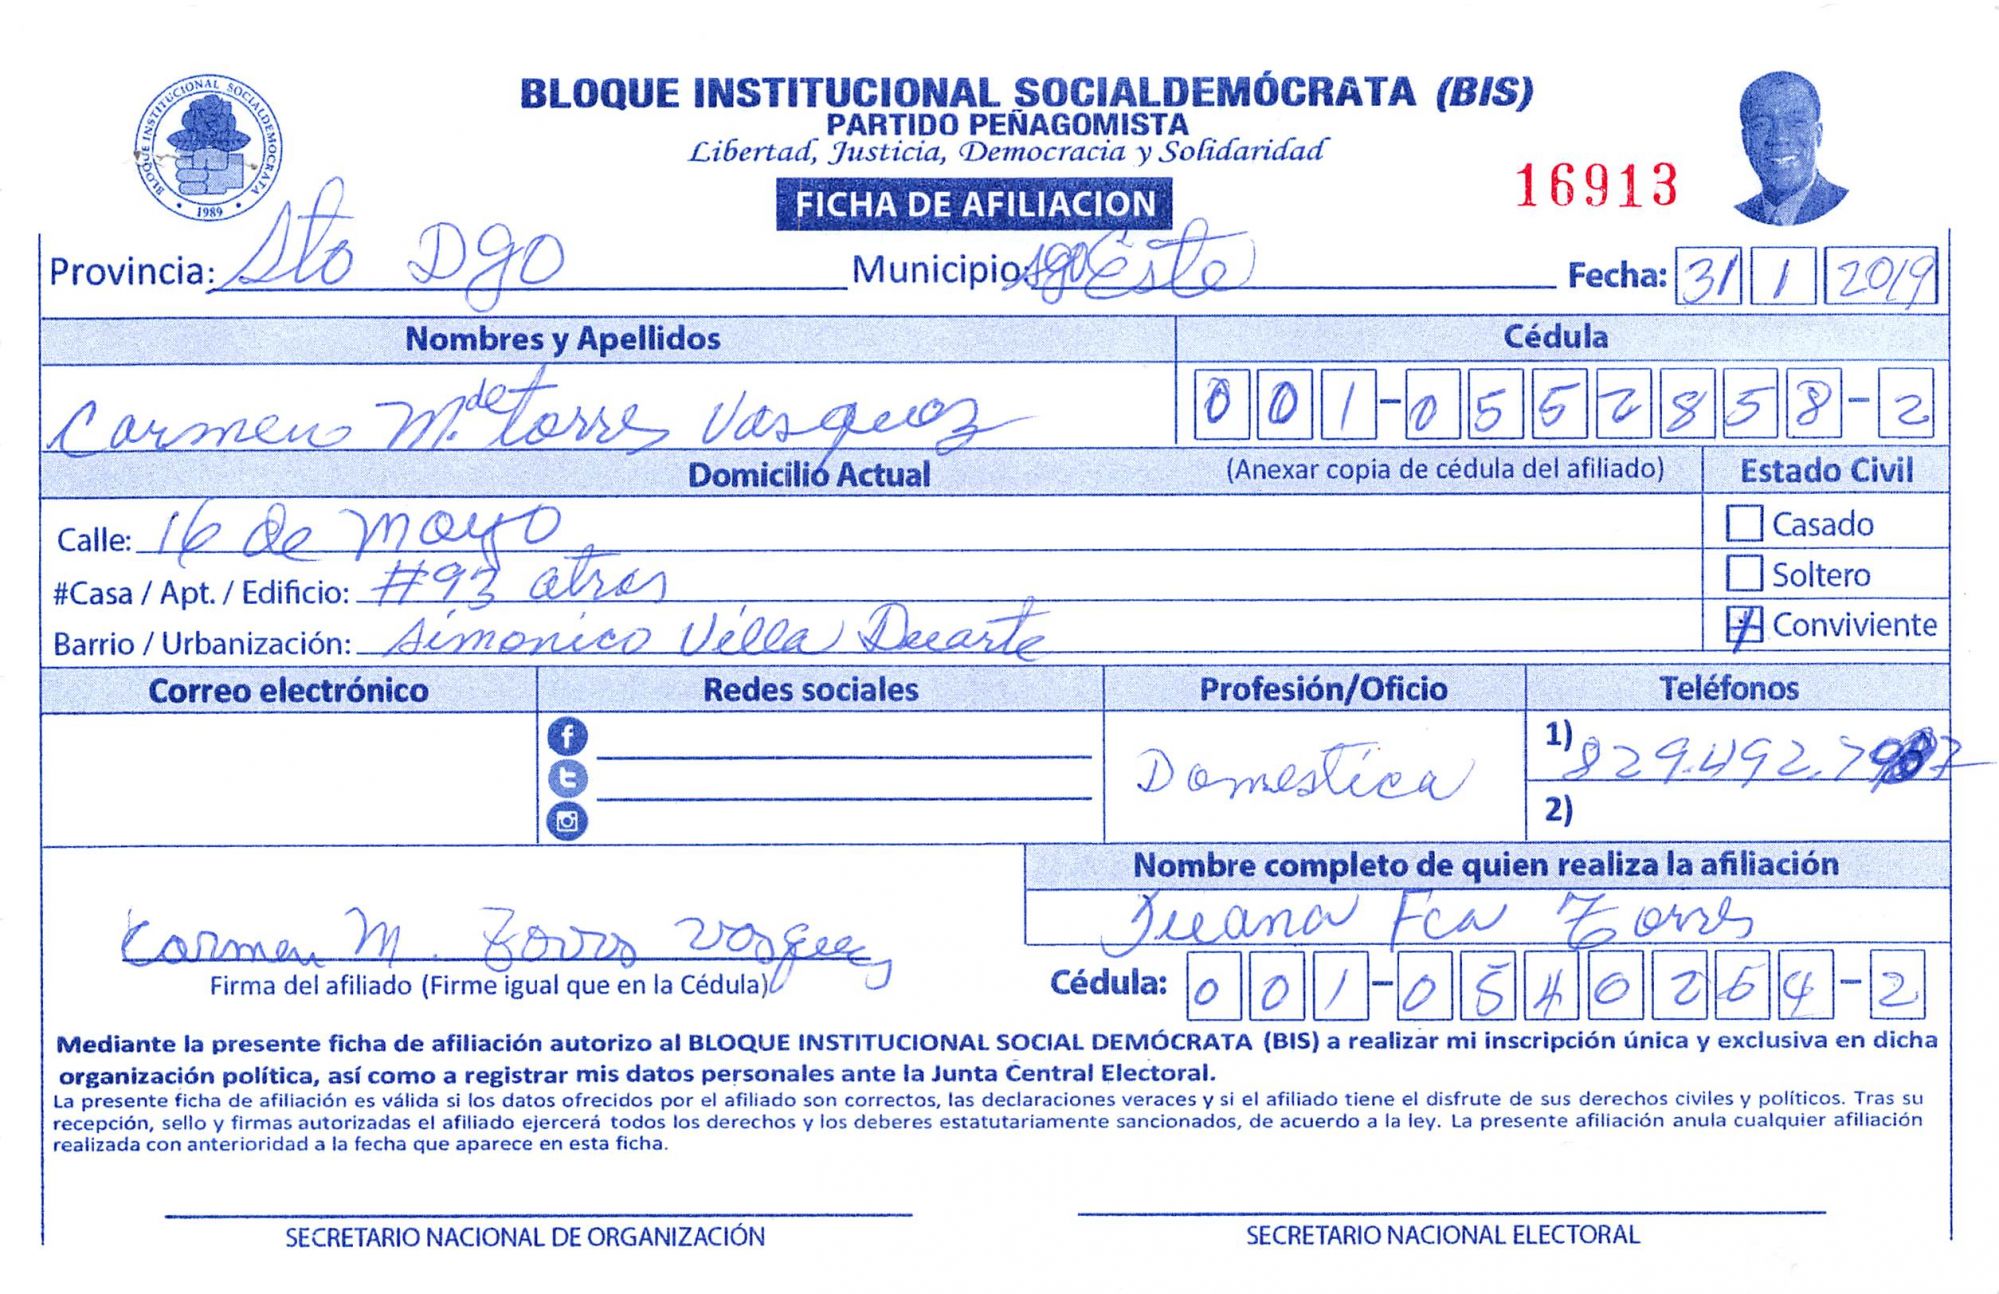 BLOQUE INSTITUCIONAL SOCIALDEMOCRATA
1989
BLOQUE INSTITUCIONAL SOCIALDEMÓCRATA (BIS)
PARTIDO PEÑAGOMISTA
Libertad, Justicia, Democracia y Solidaridad
FICHA DE AFILIACION
16913
Provincia: Sto Dgo Municipio: Este Fecha: 31 1 2019
Nombres y Apellidos Cédula
Carmen M. de Torres Vasquez 001-0552858-2
Domicilio Actual (Anexar copia de cédula del afiliado) Estado Civil
Calle: 16 de Mayo Casado
#Casa / Apt. / Edificio: #93 atras Soltero
Barrio / Urbanización: Simonico Villa Duarte Conviviente
Correo electrónico Redes sociales Profesión/Oficio Teléfonos
Domestica 1) 829.492.
2)
Nombre completo de quien realiza la afiliación
Juana Fca Torres
Carmen M. Torres Vasquez
Firma del afiliado (Firme igual que en la Cédula) Cédula: 001-0540264-2
Mediante la presente ficha de afiliación autorizo al BLOQUE INSTITUCIONAL SOCIAL DEMÓCRATA (BIS) a realizar mi inscripción única y exclusiva en dicha
organización política, así como a registrar mis datos personales ante la Junta Central Electoral.
La presente ficha de afiliación es válida si los datos ofrecidos por el afiliado son correctos, las declaraciones veraces y si el afiliado tiene el disfrute de sus derechos civiles y políticos. Tras su
recepción, sello y firmas autorizadas el afiliado ejercerá todos los derechos y los deberes estatutariamente sancionados, de acuerdo a la ley. La presente afiliación anula cualquier afiliación
realizada con anterioridad a la fecha que aparece en esta ficha.
SECRETARIO NACIONAL DE ORGANIZACIÓN SECRETARIO NACIONAL ELECTORAL